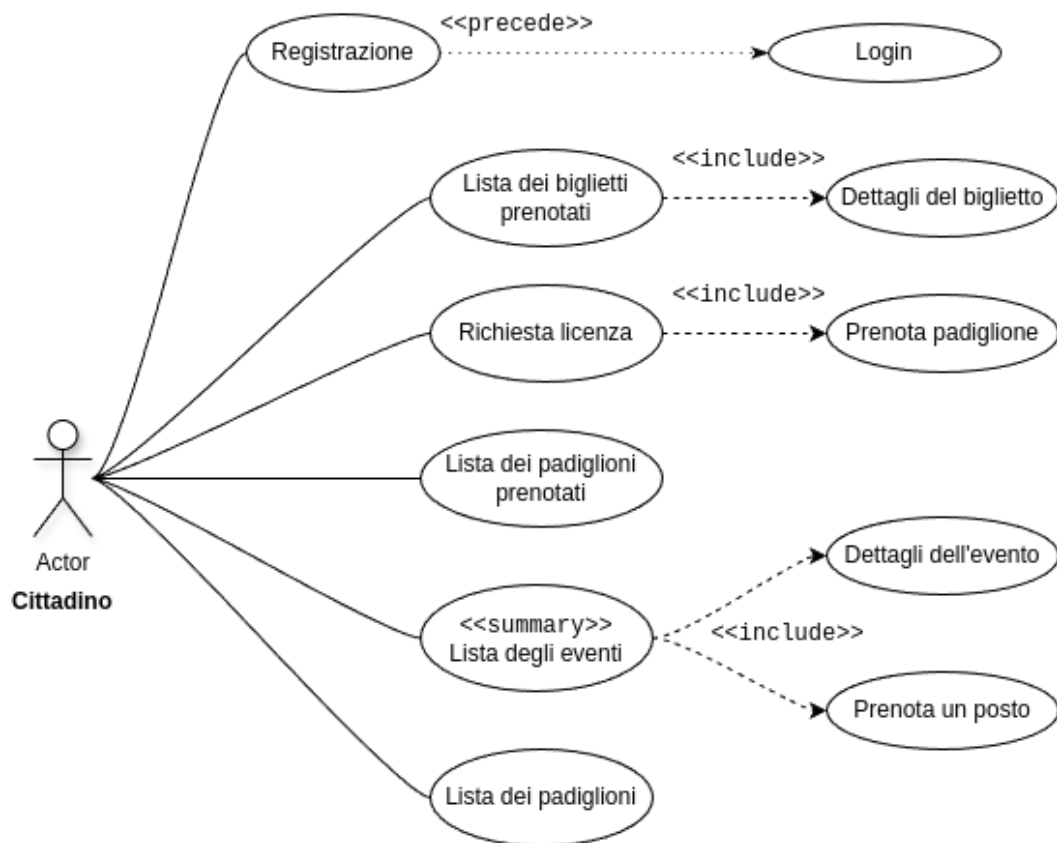 <<precede>>
Registrazione
Login
<<include>>
Lista dei biglietti
prenotati
Dettagli del biglietto
<<include>>
Richiesta licenza
Prenota padiglione
Lista dei padiglioni
prenotati
Actor
Cittadino
Dettagli dell'evento
<<summary>>
Lista degli eventi
<<include>>
Prenota un posto
Lista dei padiglioni